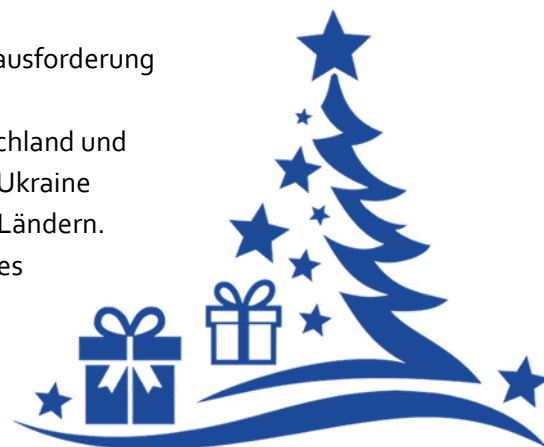 ausforderung
chland und
Ukraine
Ländern.
es